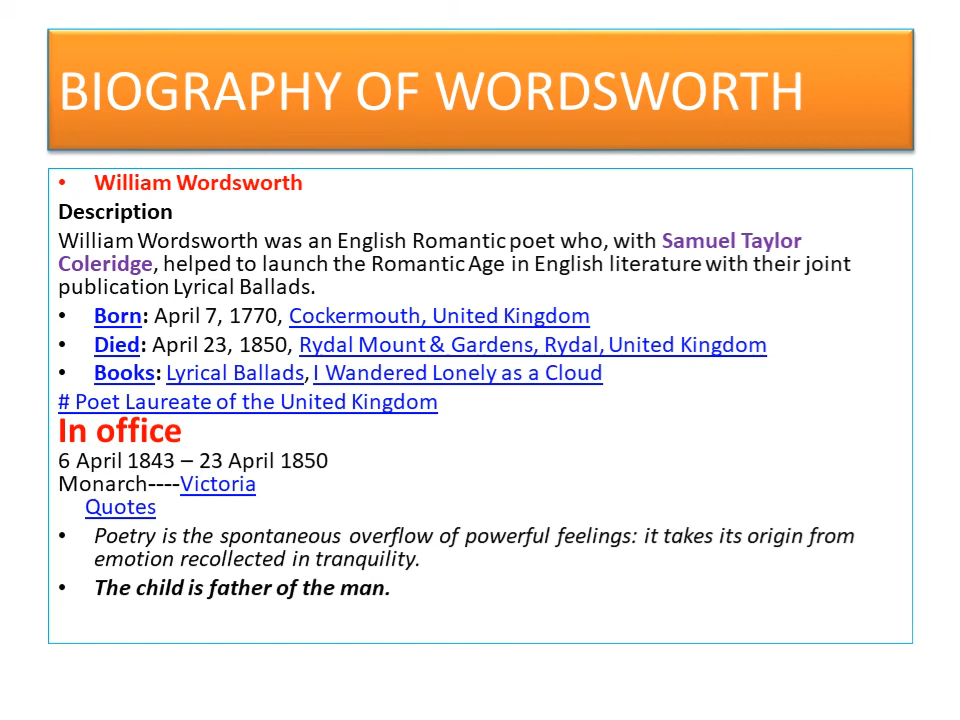 BIOGRAPHY OF WORDSWORTH
• William Wordsworth
Description
William Wordsworth was an English Romantic poet who, with Samuel Taylor
Coleridge, helped to launch the Romantic Age in English literature with their joint
publication Lyrical Ballads.
• Born: April 7, 1770, Cockermouth, United Kingdom
• Died: April 23, 1850, Rydal Mount & Gardens, Rydal, United Kingdom
• Books: Lyrical Ballads, I Wandered Lonely as a Cloud
# Poet Laureate of the United Kingdom
In office
6 April 1843 – 23 April 1850
Monarch----Victoria
Quotes
• Poetry is the spontaneous overflow of powerful feelings: it takes its origin from
emotion recollected in tranquility.
• The child is father of the man.